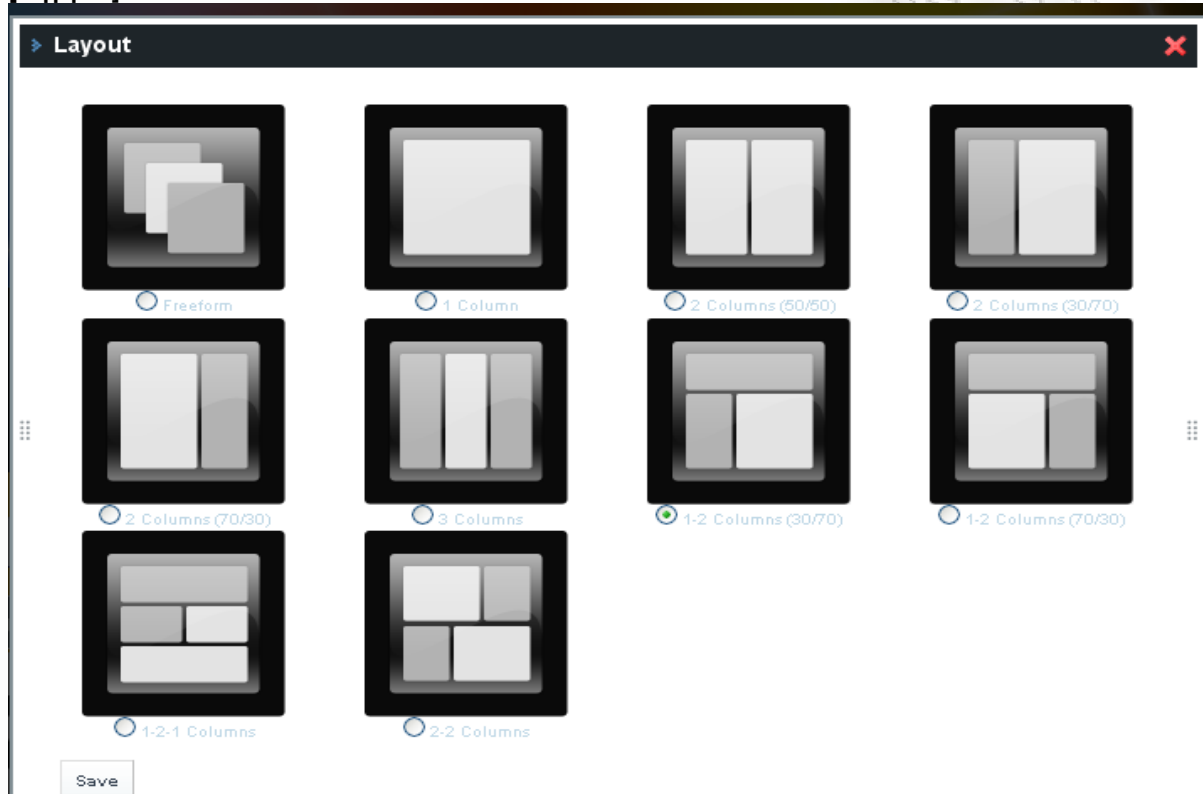 Layout
Freeform
1 Column
2 Columns (50/50)
2 Columns (30/70)
2 Columns (70/30)
3 Columns
1-2 Columns (30/70)
1-2 Columns (70/30)
1-2-1 Columns
2-2 Columns
Save